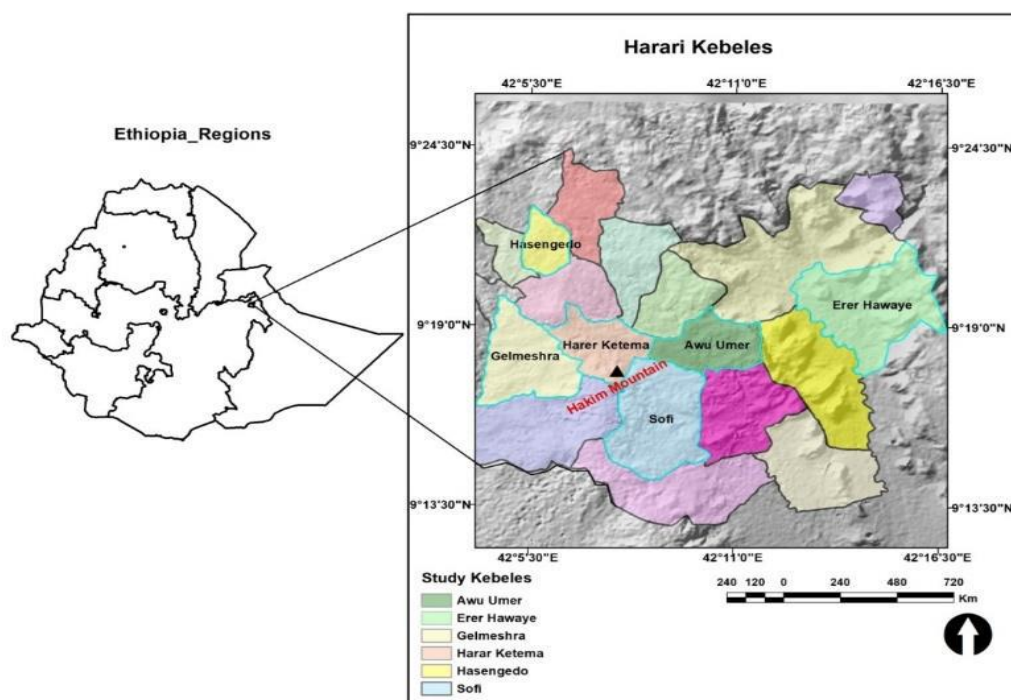 Ethiopia_Regions
Harari Kebeles
42°5'30"E 42°11'0"E 42°16'30"E
9°24'30"N 9°24'30"N
Hasengedo
Erer Hawaye
9°19'0"N 9°19'0"N
Harer Ketema Awu Umer
Gelmeshra
Hakim Mountain
Sofi
9°13'30"N 9°13'30"N
42°5'30"E 42°11'0"E 42°16'30"E
Study Kebeles
Awu Umer
Erer Hawaye
Gelmeshra
Harar Ketema
Hasengedo
Sofi
240 120 0 240 480 720
Km